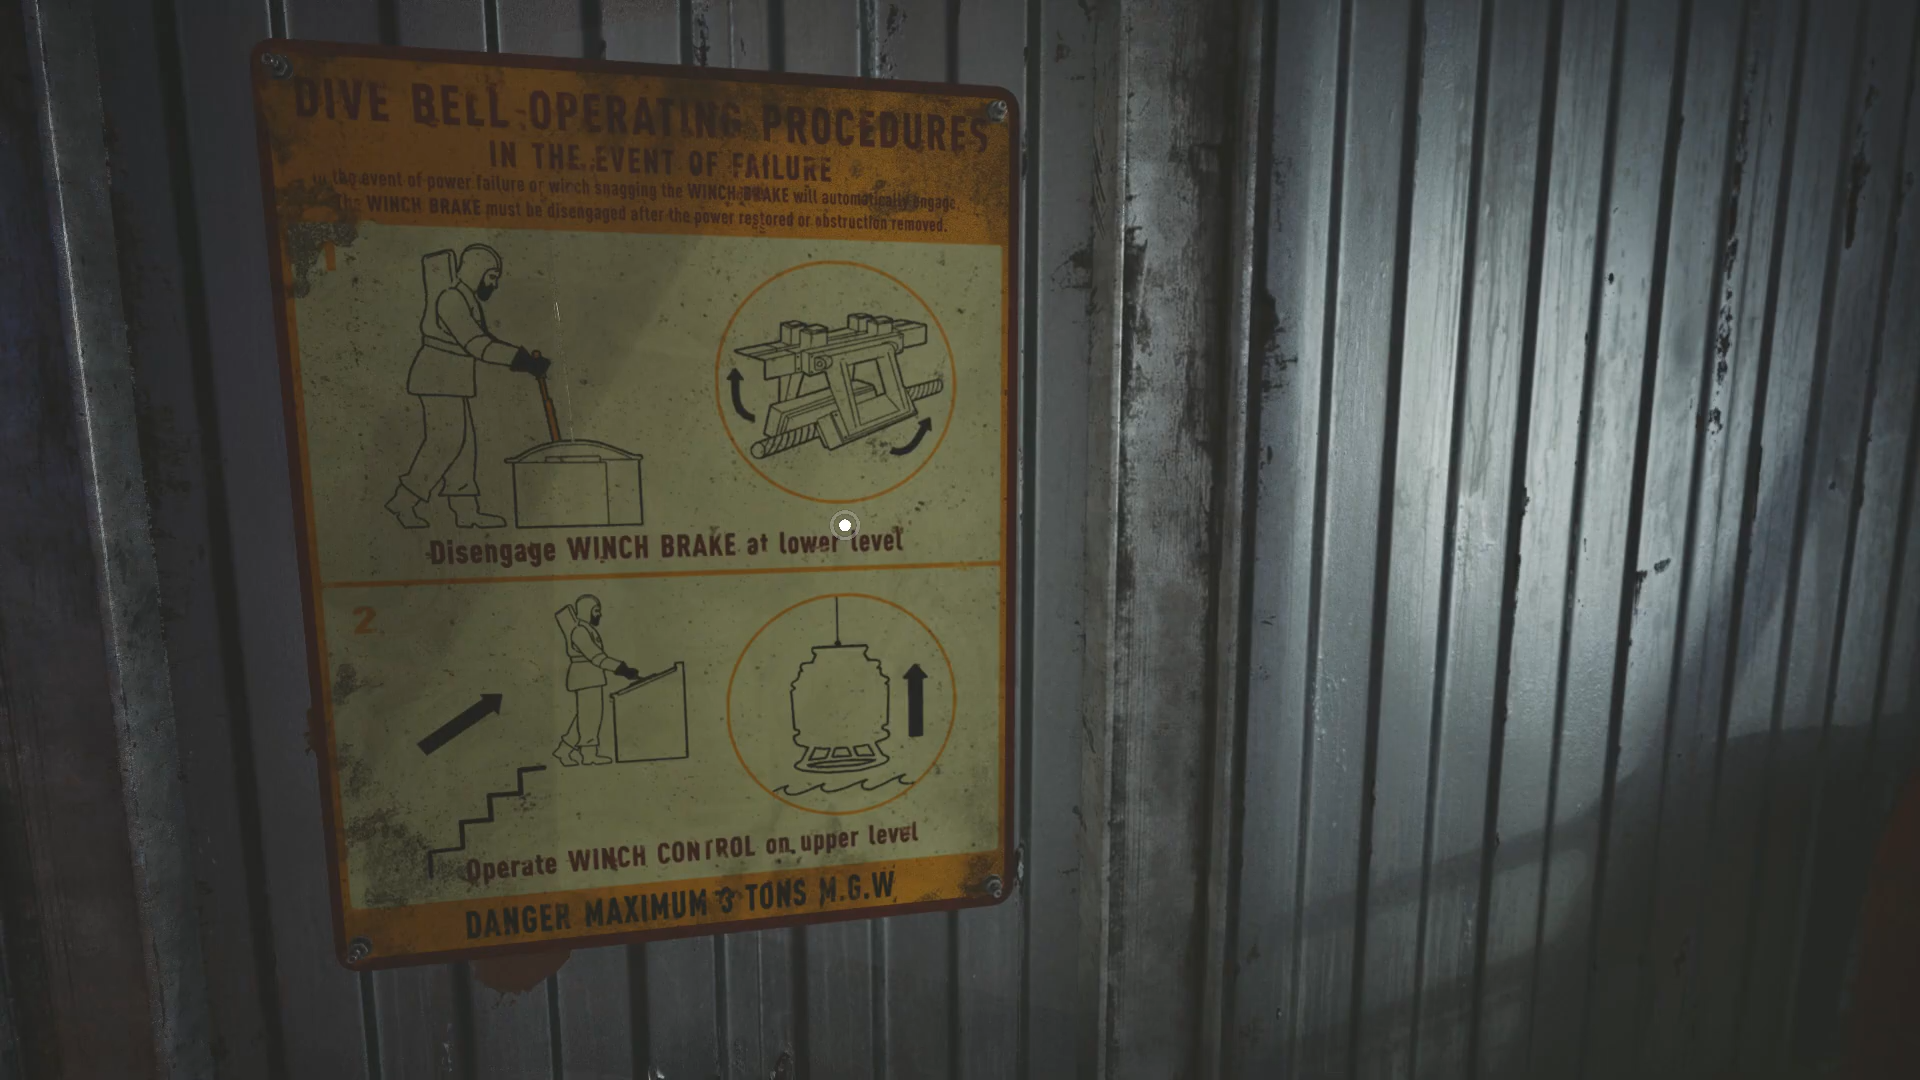 DIVE BELL OPERATING PROCEDURES
IN THE EVENT OF FAILURE
In the event of power failure or winch snagging the WINCH BRAKE will automatically engage.
The WINCH BRAKE must be disengaged after the power restored or obstruction removed.
1
Disengage WINCH BRAKE at lower level
2
Operate WINCH CONTROL on upper level
DANGER MAXIMUM 3 TONS M.G.W